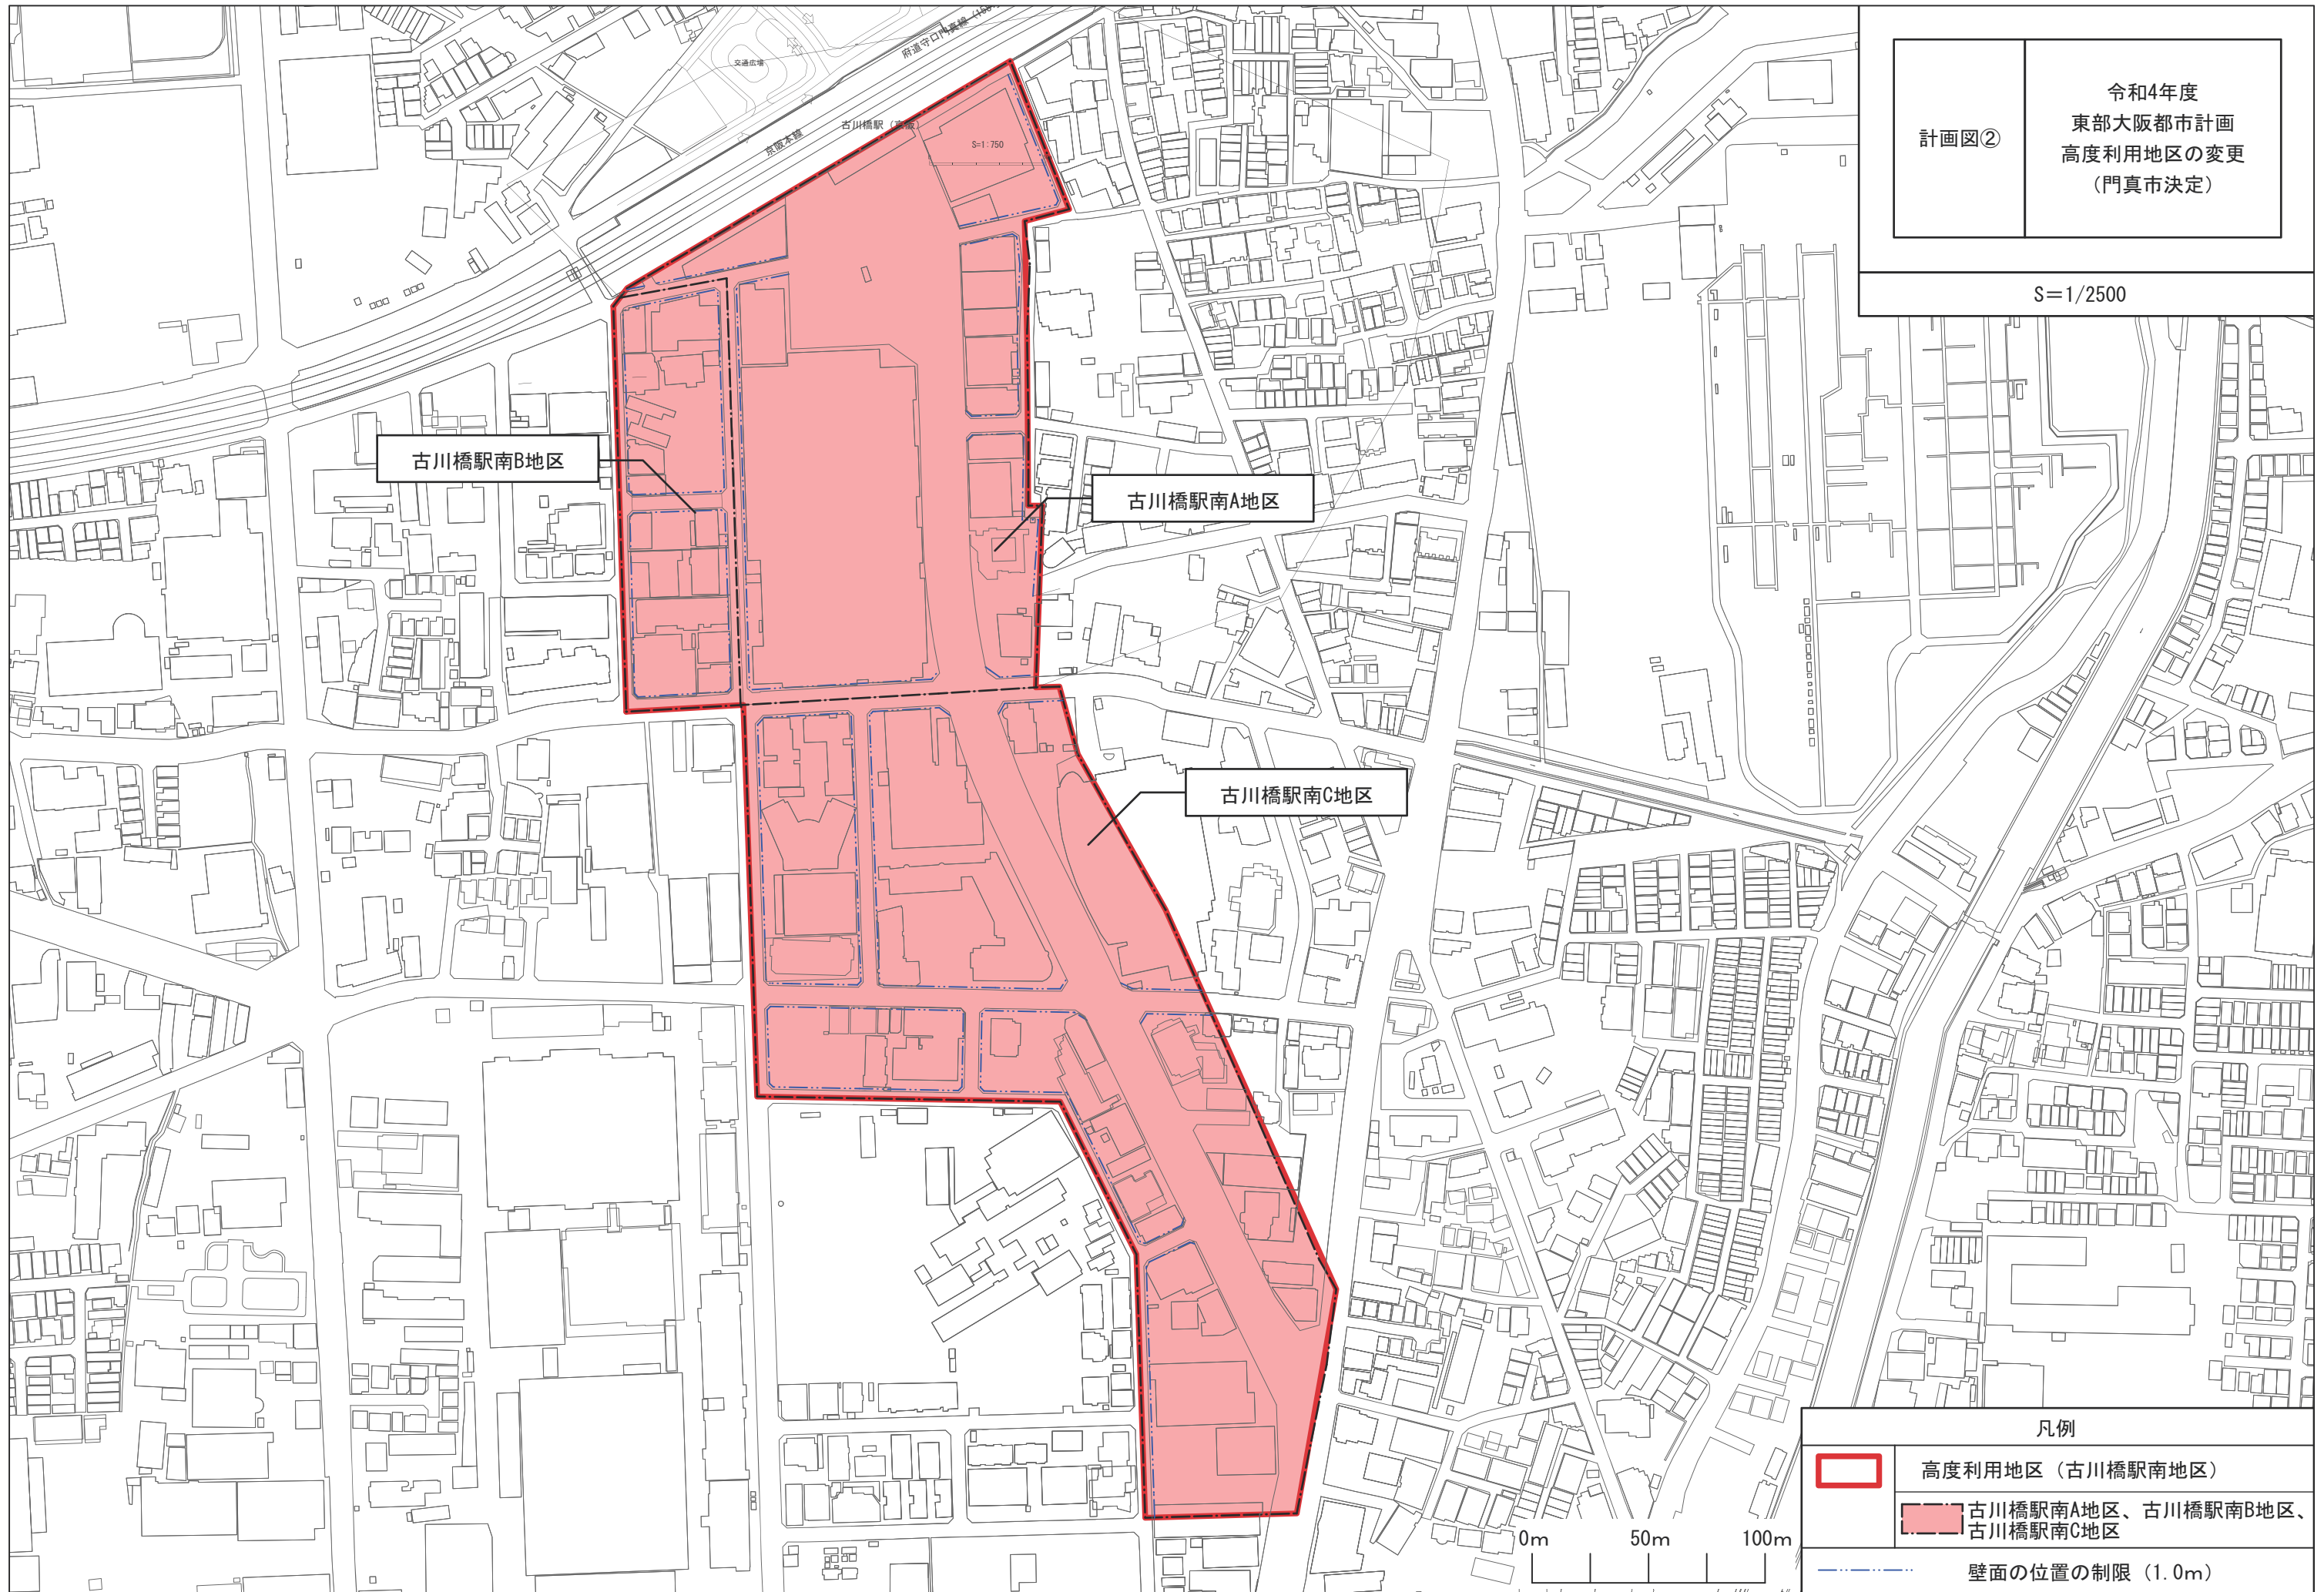 計画図②
令和4年度
東部大阪都市計画
高度利用地区の変更
（門真市決定）
S=1/2500
交通広場
京阪本線
S=1:750
古川橋駅南B地区
古川橋駅南A地区
古川橋駅南C地区
0m 50m 100m
凡例
高度利用地区（古川橋駅南地区）
古川橋駅南A地区、古川橋駅南B地区、
古川橋駅南C地区
壁面の位置の制限（1.0m）